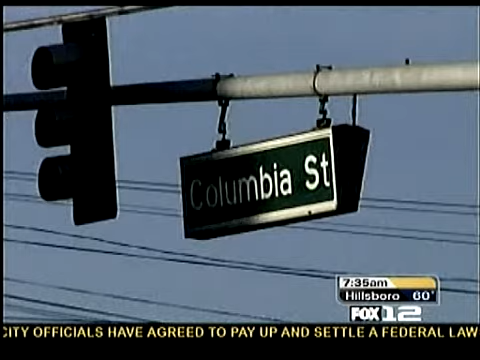 Columbia St
7:35am
Hillsboro 60°
FOX 12
CITY OFFICIALS HAVE AGREED TO PAY UP AND SETTLE A FEDERAL LAW